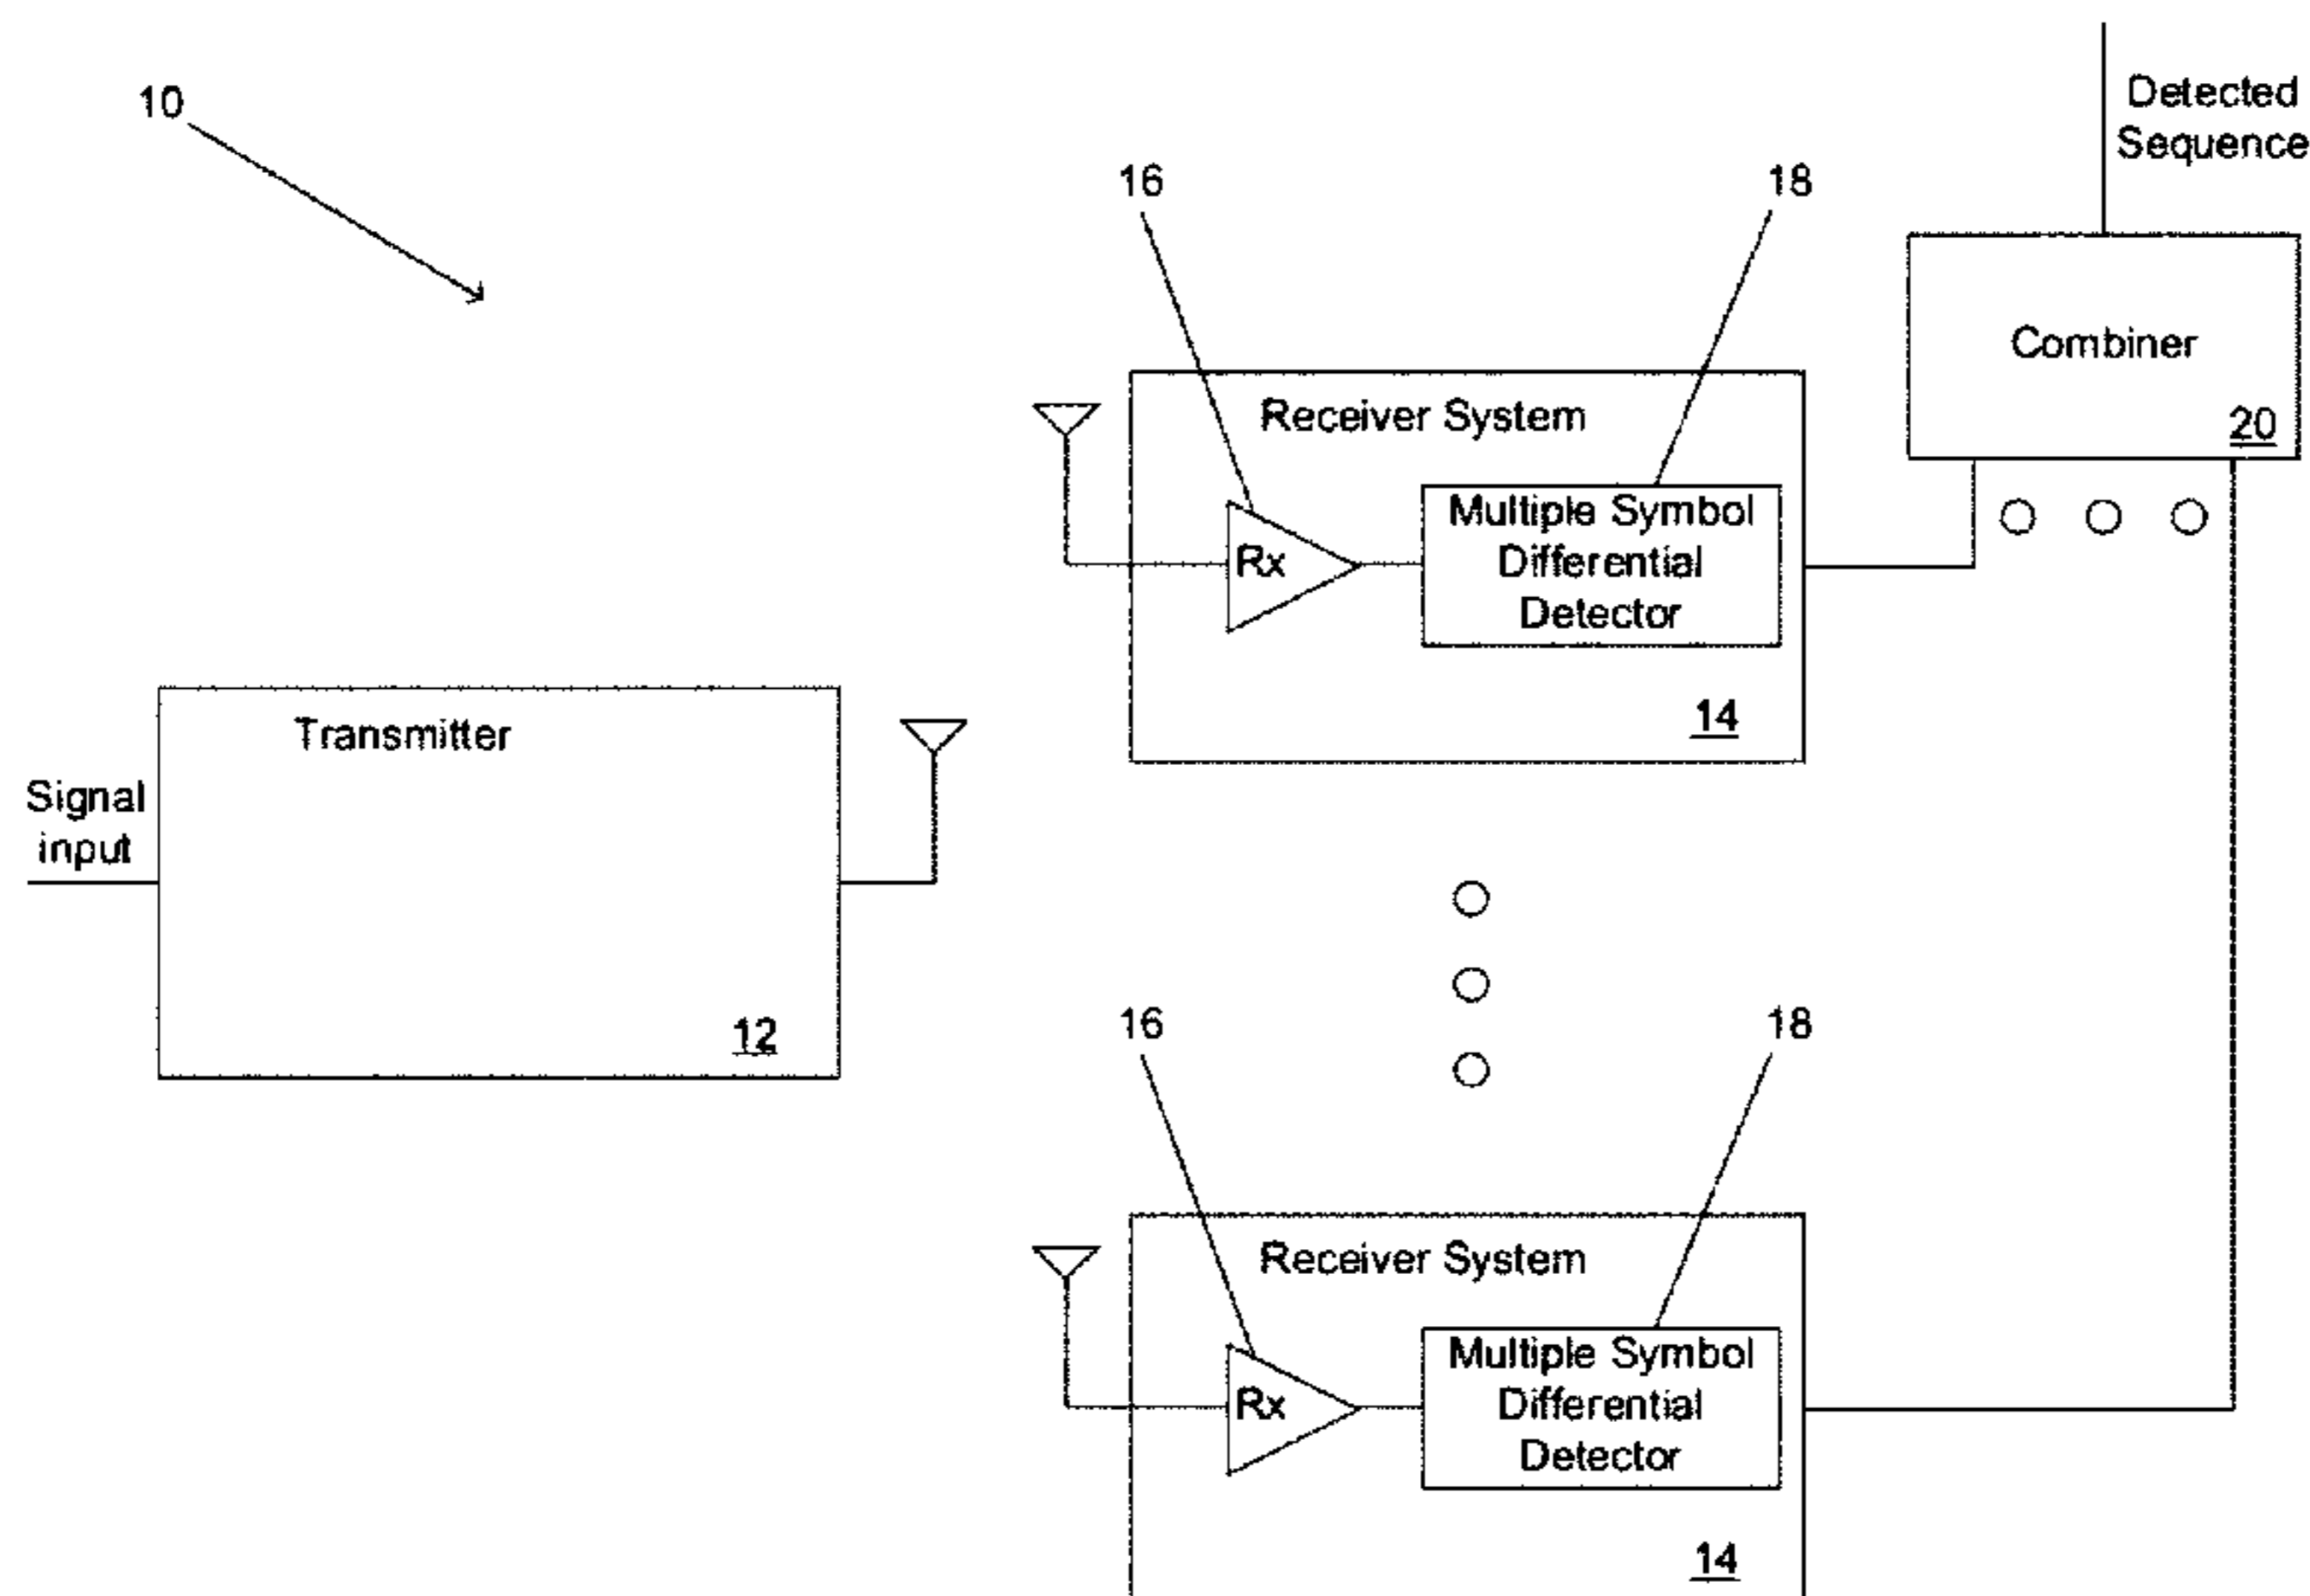 10
Detected
Sequence
16
18
Combiner
20
Receiver System
Rx
Multiple Symbol
Differential
Detector
14
Transmitter
Signal
input
12
16
18
Receiver System
Rx
Multiple Symbol
Differential
Detector
14